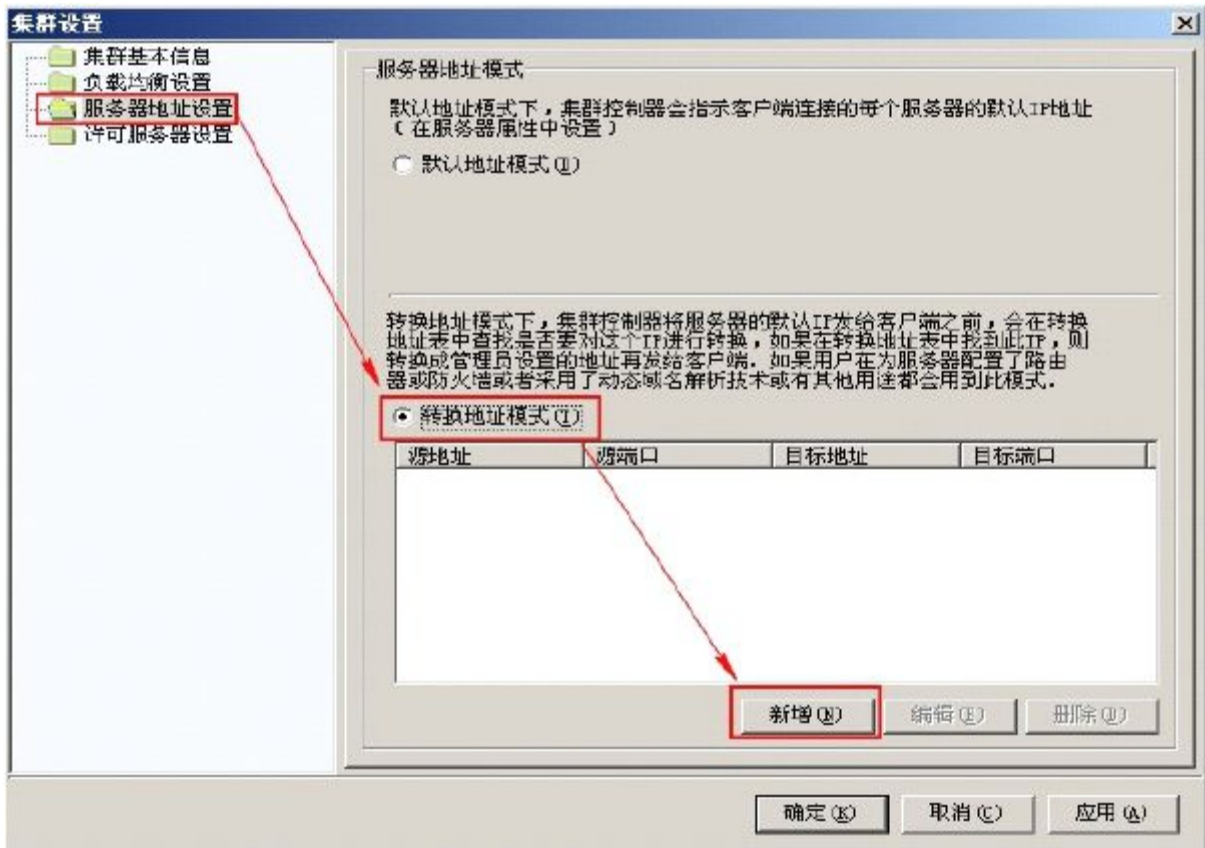 集群设置
集群基本信息
负载均衡设置
服务器地址设置
许可服务器设置
服务器地址模式
默认地址模式下，集群控制器会指示客户端连接的每个服务器的默认IP地址
（在服务器属性中设置）
默认地址模式(D)
转换地址模式下，集群控制器将服务器的默认IP发给客户端之前，会在转换
地址表中查找是否要对这个IP进行转换，如果在转换地址表中找到此IP，则
转换成管理员设置的地址再发给客户端．如果用户在为服务器配置了路由
器或防火墙或者采用了动态域名解析技术或有其他用途都会用到此模式．
转换地址模式(T)
源地址 源端口 目标地址 目标端口
新增(N) 编辑(E) 删除(D)
确定(K) 取消(C) 应用(A)